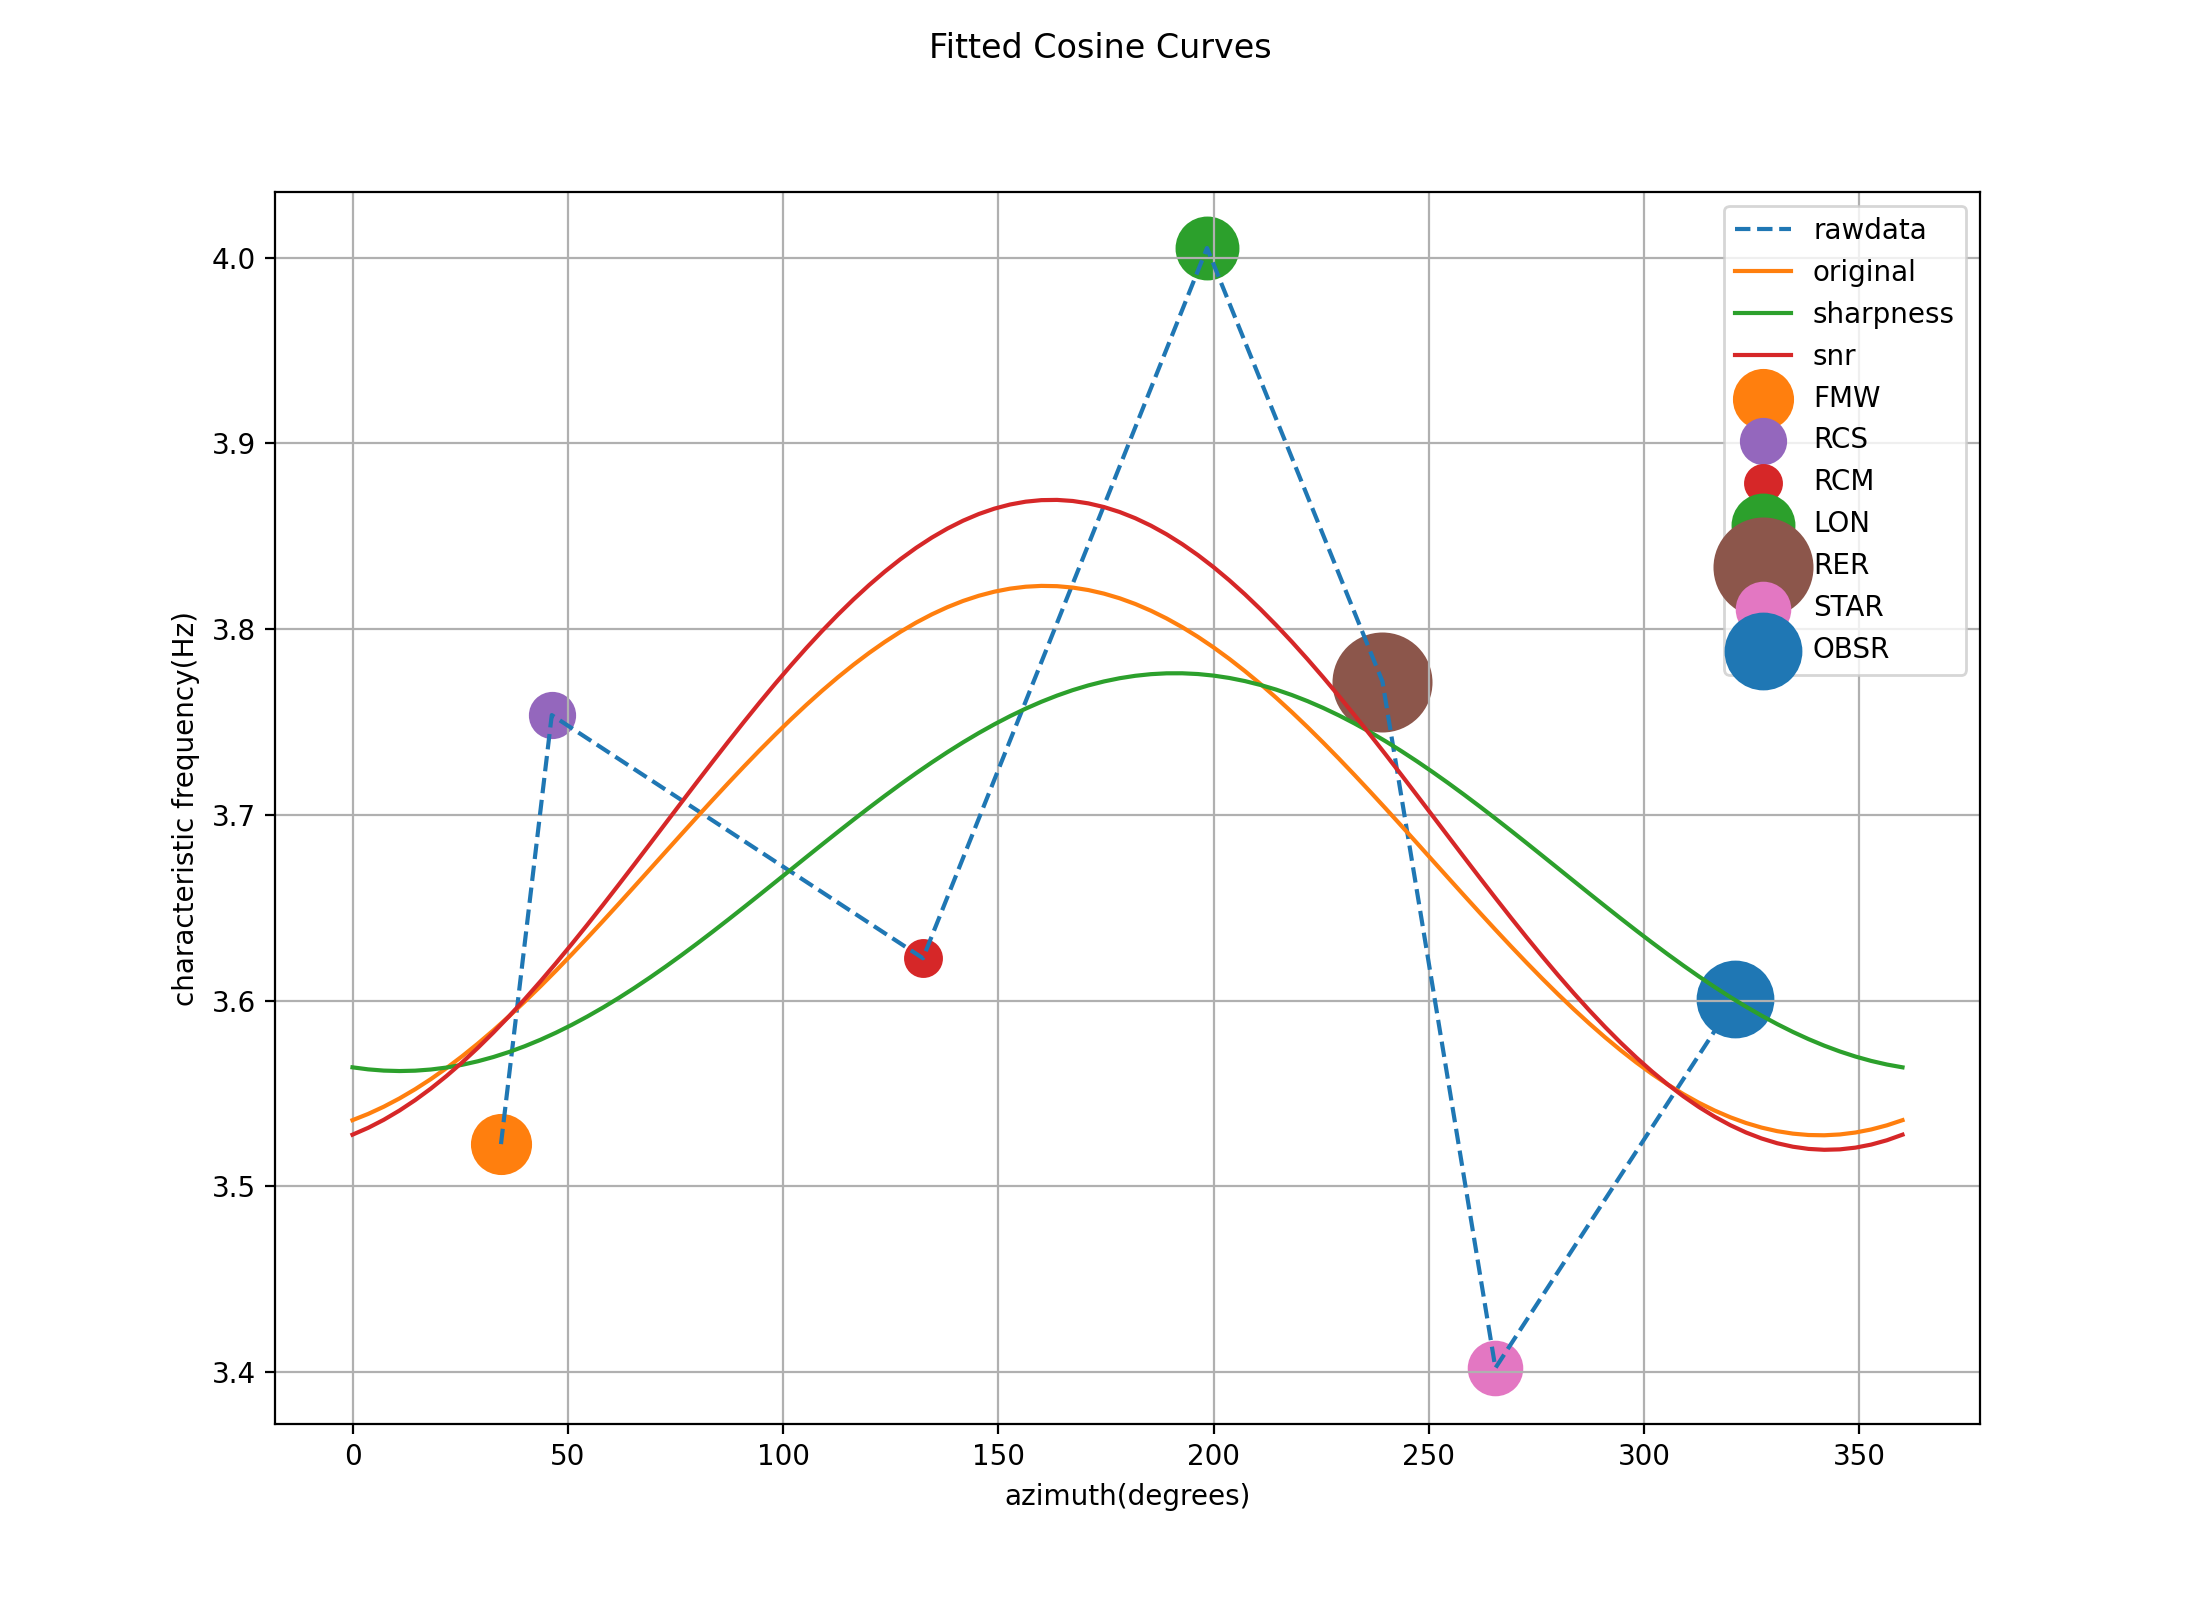 Fitted Cosine Curves
rawdata
original
sharpness
snr
FMW
RCS
RCM
LON
RER
STAR
OBSR
characteristic frequency(Hz)
4.0
3.9
3.8
3.7
3.6
3.5
3.4
0 50 100 150 200 250 300 350
azimuth(degrees)